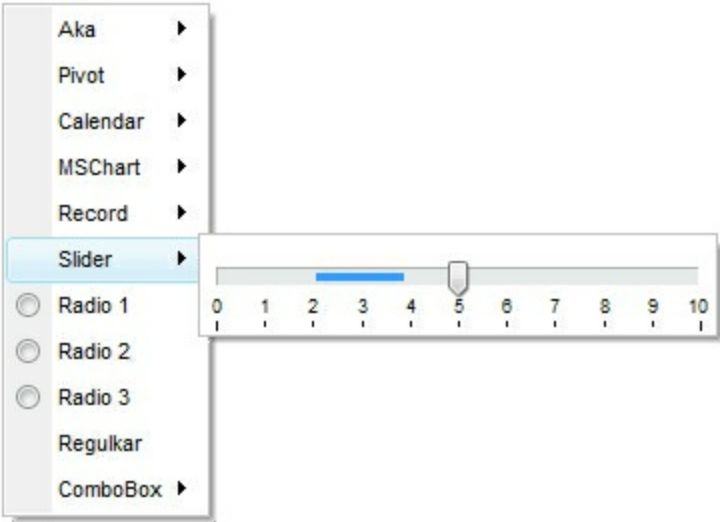 Aka
Pivot
Calendar
MSChart
Record
Slider
0 1 2 3 4 5 6 7 8 9 10
Radio 1
Radio 2
Radio 3
Regulkar
ComboBox